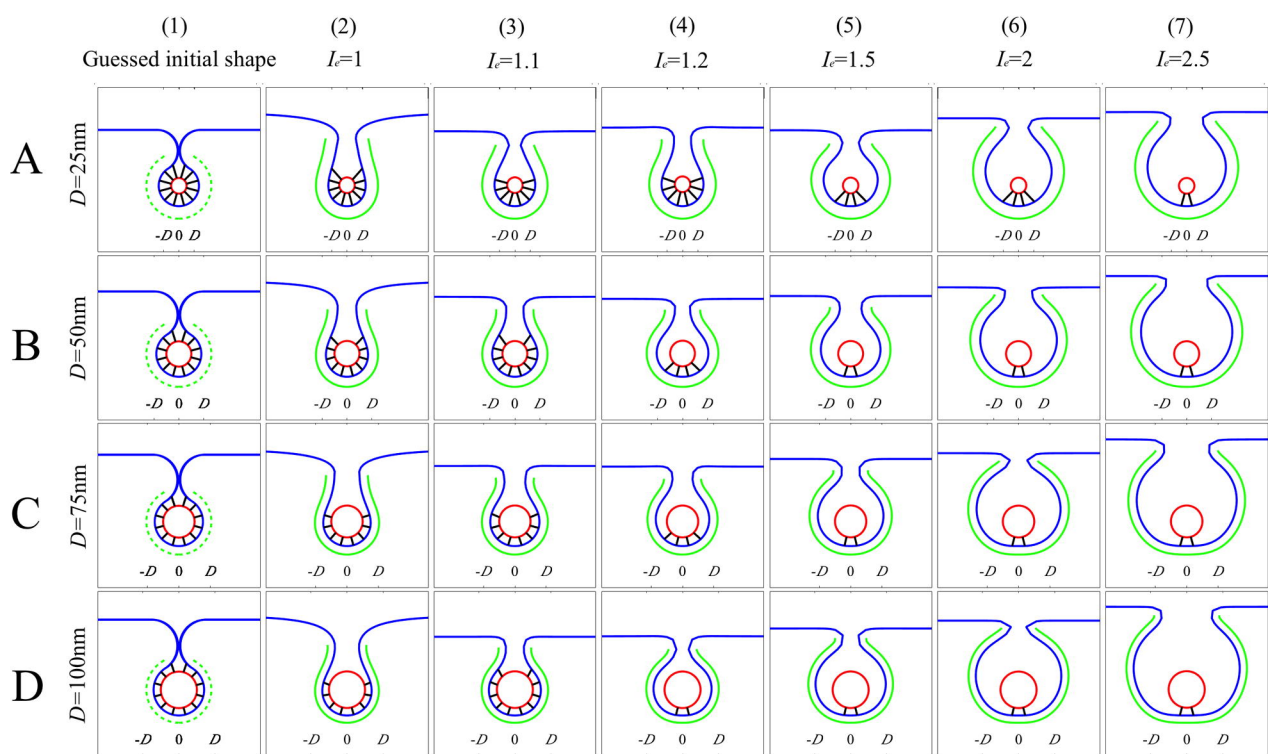 (1) (2) (3) (4) (5) (6) (7)
Guessed initial shape Ie=1 Ie=1.1 Ie=1.2 Ie=1.5 Ie=2 Ie=2.5
A D=25nm
-D 0 D -D 0 D -D 0 D -D 0 D -D 0 D -D 0 D -D 0 D
B D=50nm
-D 0 D -D 0 D -D 0 D -D 0 D -D 0 D -D 0 D -D 0 D
C D=75nm
-D 0 D -D 0 D -D 0 D -D 0 D -D 0 D -D 0 D -D 0 D
D D=100nm
-D 0 D -D 0 D -D 0 D -D 0 D -D 0 D -D 0 D -D 0 D